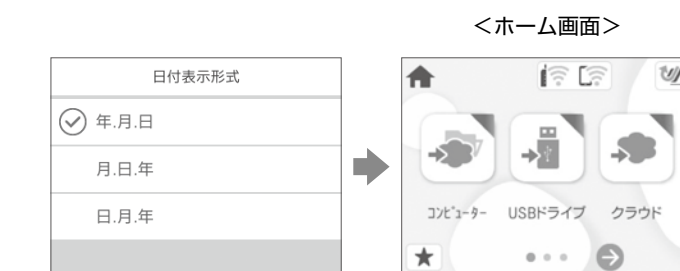 ＜ホーム画面＞
日付表示形式
年.月.日
月.日.年
日.月.年
ｺﾝﾋﾟｭｰﾀｰ
USBﾄﾞﾗｲﾌﾞ
クラウド